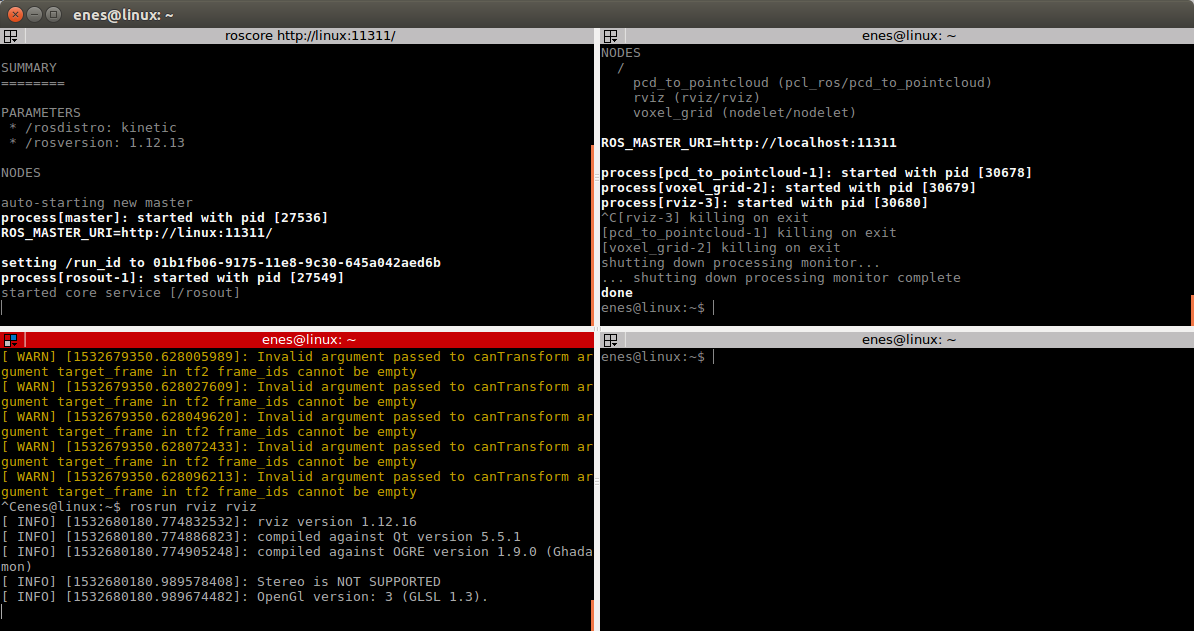 enes@linux: ~
roscore http://linux:11311/
SUMMARY
========
PARAMETERS
* /rosdistro: kinetic
* /rosversion: 1.12.13
NODES
auto-starting new master
process[master]: started with pid [27536]
ROS_MASTER_URI=http://linux:11311/
setting /run_id to 01b1fb06-9175-11e8-9c30-645a042aed6b
process[rosout-1]: started with pid [27549]
started core service [/rosout]
enes@linux: ~
NODES
/
pcd_to_pointcloud (pcl_ros/pcd_to_pointcloud)
rviz (rviz/rviz)
voxel_grid (nodelet/nodelet)
ROS_MASTER_URI=http://localhost:11311
process[pcd_to_pointcloud-1]: started with pid [30678]
process[voxel_grid-2]: started with pid [30679]
process[rviz-3]: started with pid [30680]
^C[rviz-3] killing on exit
[pcd_to_pointcloud-1] killing on exit
[voxel_grid-2] killing on exit
shutting down processing monitor...
... shutting down processing monitor complete
done
enes@linux:~$
enes@linux: ~
[ WARN] [1532679350.628005989]: Invalid argument passed to canTransform ar
gument target_frame in tf2 frame_ids cannot be empty
[ WARN] [1532679350.628027609]: Invalid argument passed to canTransform ar
gument target_frame in tf2 frame_ids cannot be empty
[ WARN] [1532679350.628049620]: Invalid argument passed to canTransform ar
gument target_frame in tf2 frame_ids cannot be empty
[ WARN] [1532679350.628072433]: Invalid argument passed to canTransform ar
gument target_frame in tf2 frame_ids cannot be empty
[ WARN] [1532679350.628096213]: Invalid argument passed to canTransform ar
gument target_frame in tf2 frame_ids cannot be empty
^Cenes@linux:~$ rosrun rviz rviz
[ INFO] [1532680180.774832532]: rviz version 1.12.16
[ INFO] [1532680180.774886823]: compiled against Qt version 5.5.1
[ INFO] [1532680180.774905248]: compiled against OGRE version 1.9.0 (Ghada
mon)
[ INFO] [1532680180.989578408]: Stereo is NOT SUPPORTED
[ INFO] [1532680180.989674482]: OpenGl version: 3 (GLSL 1.3).
enes@linux: ~
enes@linux:~$